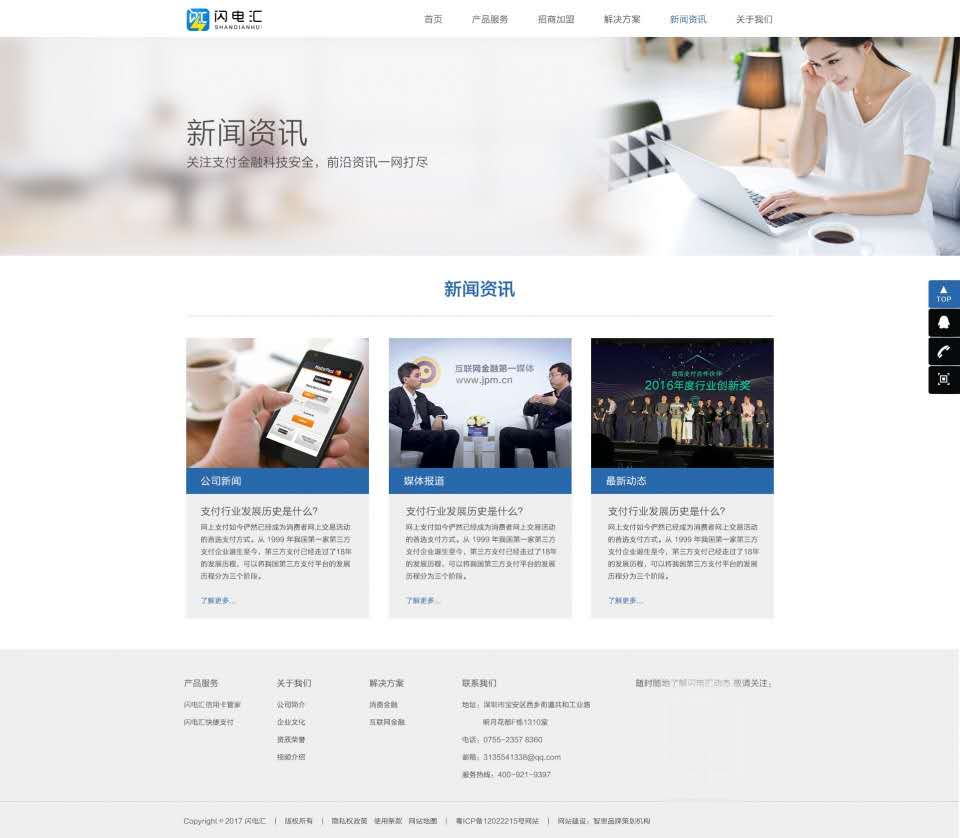 闪电汇
SHANDIANHUI
首页 产品服务 招商加盟 解决方案 新闻资讯 关于我们
新闻资讯
关注支付金融科技安全，前沿资讯一网打尽
新闻资讯
TOP
互联网金融第一媒体
www.jpm.cn
2016年度行业创新奖
公司新闻
支付行业发展历史是什么?
网上支付如今俨然已经成为消费者网上交易活动
的首选支付方式。从 1999 年我国第一家第三方
支付企业诞生至今，第三方支付已经走过了18年
的发展历程，可以将我国第三方支付平台的发展
历程分为三个阶段。
了解更多...
媒体报道
支付行业发展历史是什么?
网上支付如今俨然已经成为消费者网上交易活动
的首选支付方式。从 1999 年我国第一家第三方
支付企业诞生至今，第三方支付已经走过了18年
的发展历程，可以将我国第三方支付平台的发展
历程分为三个阶段。
了解更多...
最新动态
支付行业发展历史是什么?
网上支付如今俨然已经成为消费者网上交易活动
的首选支付方式。从 1999 年我国第一家第三方
支付企业诞生至今，第三方支付已经走过了18年
的发展历程，可以将我国第三方支付平台的发展
历程分为三个阶段。
了解更多...
产品服务
闪电汇信用卡管家
闪电汇快捷支付
关于我们
公司简介
企业文化
资质荣誉
招聘介绍
解决方案
消费金融
互联网金融
联系我们
地址：深圳市宝安区西乡街道共和工业路
明月花都F栋1310室
电话：0755-2357 8360
邮箱：3135541338@qq.com
服务热线：400-921-9397
随时随地了解闪电汇动态 敬请关注：
Copyright © 2017 闪电汇 | 版权所有 | 隐私权政策 使用条款 网站地图 | 粤ICP备12022215号网站 | 网站建设：智思品牌策划机构